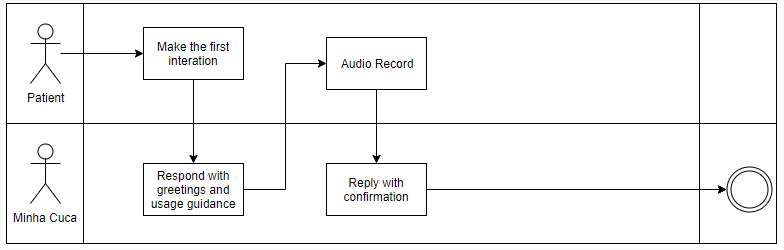 Make the first
interation
Audio Record
Patient
Respond with
greetings and
usage guidance
Reply with
confirmation
Minha Cuca